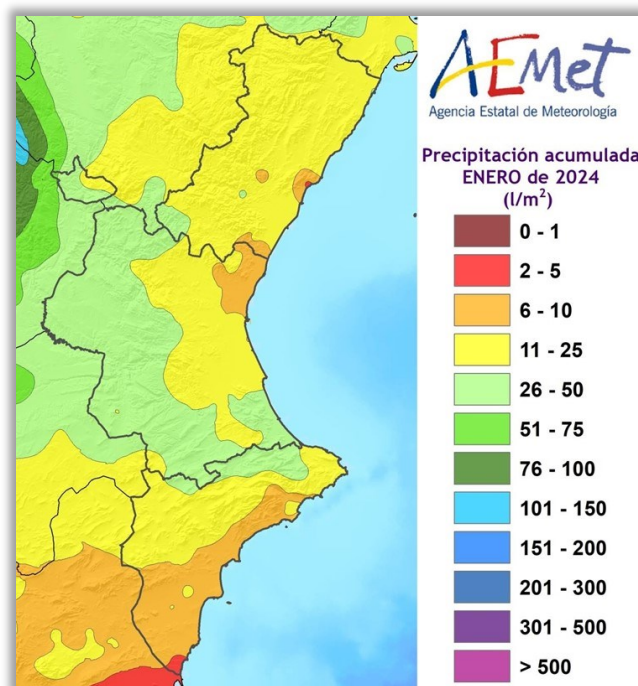 AEMet
Agencia Estatal de Meteorología
Precipitación acumulada
ENERO de 2024
(l/m²)
0 - 1
2 - 5
6 - 10
11 - 25
26 - 50
51 - 75
76 - 100
101 - 150
151 - 200
201 - 300
301 - 500
> 500